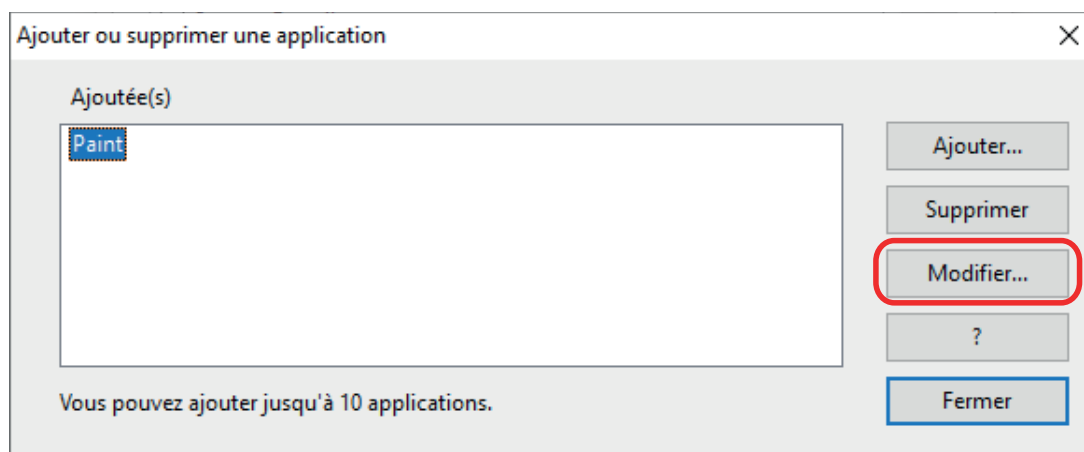 Ajouter ou supprimer une application
Ajoutée(s)
Paint
Ajouter...
Supprimer
Modifier...
?
Vous pouvez ajouter jusqu'à 10 applications.
Fermer